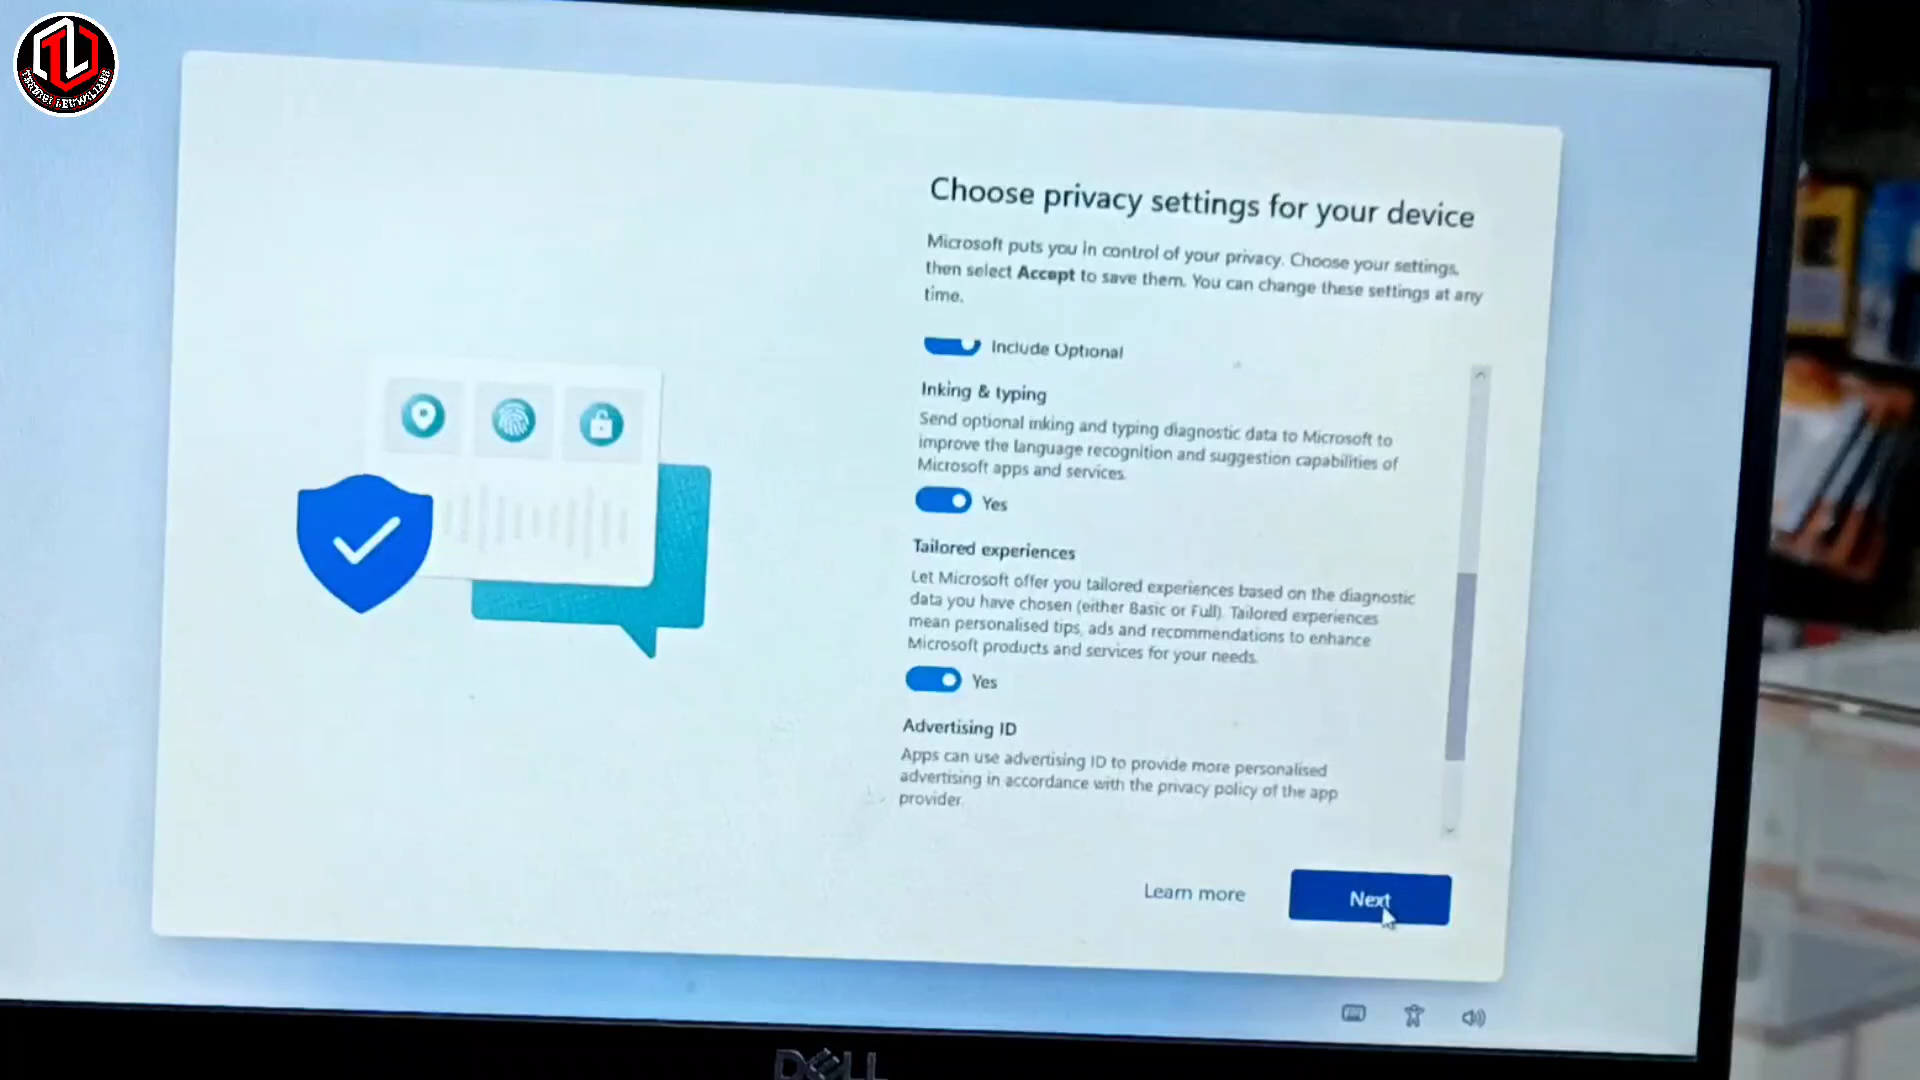 Choose privacy settings for your device
Microsoft puts you in control of your privacy. Choose your settings,
then select Accept to save them. You can change these settings at any
time.
Include Optional
Inking & typing
Send optional inking and typing diagnostic data to Microsoft to
improve the language recognition and suggestion capabilities of
Microsoft apps and services.
Yes
Tailored experiences
Let Microsoft offer you tailored experiences based on the diagnostic
data you have chosen (either Basic or Full). Tailored experiences
mean personalised tips, ads and recommendations to enhance
Microsoft products and services for your needs.
Yes
Advertising ID
Apps can use advertising ID to provide more personalised
advertising in accordance with the privacy policy of the app
provider.
Learn more
Next
DELL